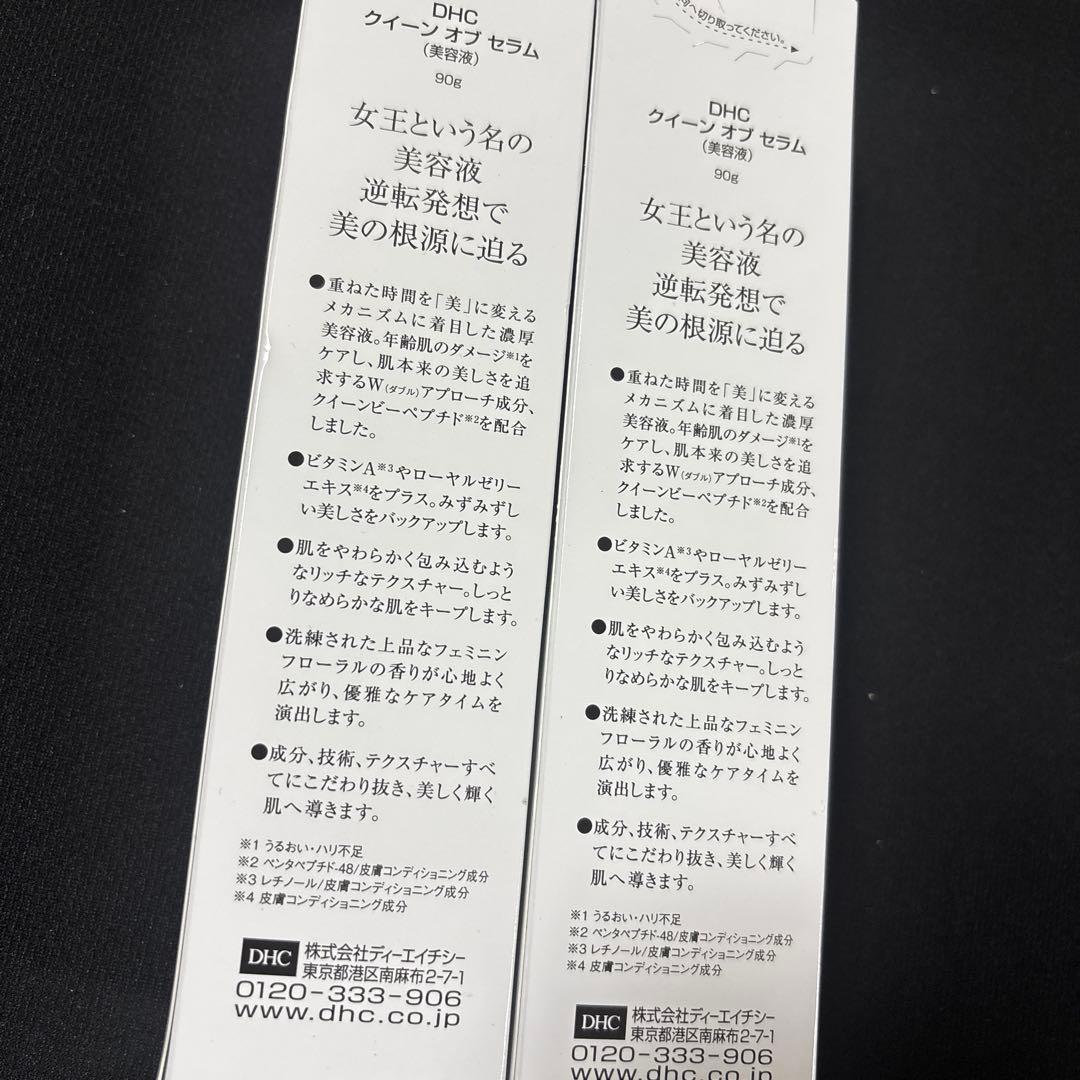 DHC
クイーン オブ セラム
（美容液）
90g
女王という名の
美容液
逆転発想で
美の根源に迫る
●重ねた時間を「美」に変える
メカニズムに着目した濃厚
美容液。年齢肌のダメージ※1を
ケアし、肌本来の美しさを追
求するW（ダブル）アプローチ成分、
クイーンビーペプチド※2を配合
しました。
●ビタミンA※3やローヤルゼリー
エキス※4をプラス。みずみずし
い美しさをバックアップします。
●肌をやわらかく包み込むよう
なリッチなテクスチャー。しっと
りなめらかな肌をキープします。
●洗練された上品なフェミニン
フローラルの香りが心地よく
広がり、優雅なケアタイムを
演出します。
●成分、技術、テクスチャーすべ
てにこだわり抜き、美しく輝く
肌へ導きます。
※1 うるおい・ハリ不足
※2 ペンタペプチド-48/皮膚コンディショニング成分
※3 レチノール/皮膚コンディショニング成分
※4 皮膚コンディショニング成分
DHC 株式会社ディーエイチシー
東京都港区南麻布2-7-1
0120-333-906
www.dhc.co.jp
へ切り取ってください。
DHC
クイーン オブ セラム
（美容液）
90g
女王という名の
美容液
逆転発想で
美の根源に迫る
●重ねた時間を「美」に変える
メカニズムに着目した濃厚
美容液。年齢肌のダメージ※1を
ケアし、肌本来の美しさを追
求するW（ダブル）アプローチ成分、
クイーンビーペプチド※2を配合
しました。
●ビタミンA※3やローヤルゼリー
エキス※4をプラス。みずみずし
い美しさをバックアップします。
●肌をやわらかく包み込むよう
なリッチなテクスチャー。しっと
りなめらかな肌をキープします。
●洗練された上品なフェミニン
フローラルの香りが心地よく
広がり、優雅なケアタイムを
演出します。
●成分、技術、テクスチャーすべ
てにこだわり抜き、美しく輝く
肌へ導きます。
※1 うるおい・ハリ不足
※2 ペンタペプチド-48/皮膚コンディショニング成分
※3 レチノール/皮膚コンディショニング成分
※4 皮膚コンディショニング成分
DHC 株式会社ディーエイチシー
東京都港区南麻布2-7-1
0120-333-906
www.dhc.co.jp